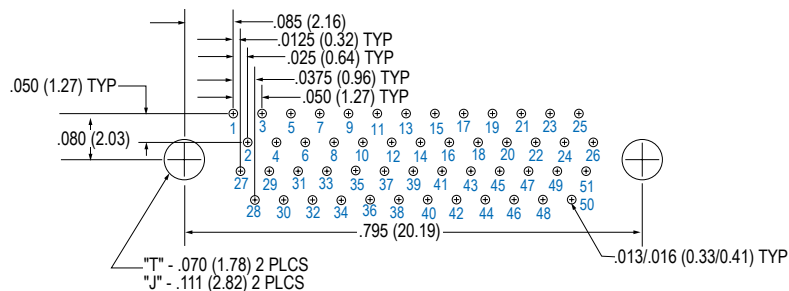 .085 (2.16)
.0125 (0.32) TYP
.025 (0.64) TYP
.0375 (0.96) TYP
.050 (1.27) TYP
.050 (1.27) TYP
.080 (2.03)
1 3 5 7 9 11 13 15 17 19 21 23 25
2 4 6 8 10 12 14 16 18 20 22 24 26
27 29 31 33 35 37 39 41 43 45 47 49 51
28 30 32 34 36 38 40 42 44 46 48 50
.795 (20.19)
.013/.016 (0.33/0.41) TYP
"T" - .070 (1.78) 2 PLCS
"J" - .111 (2.82) 2 PLCS